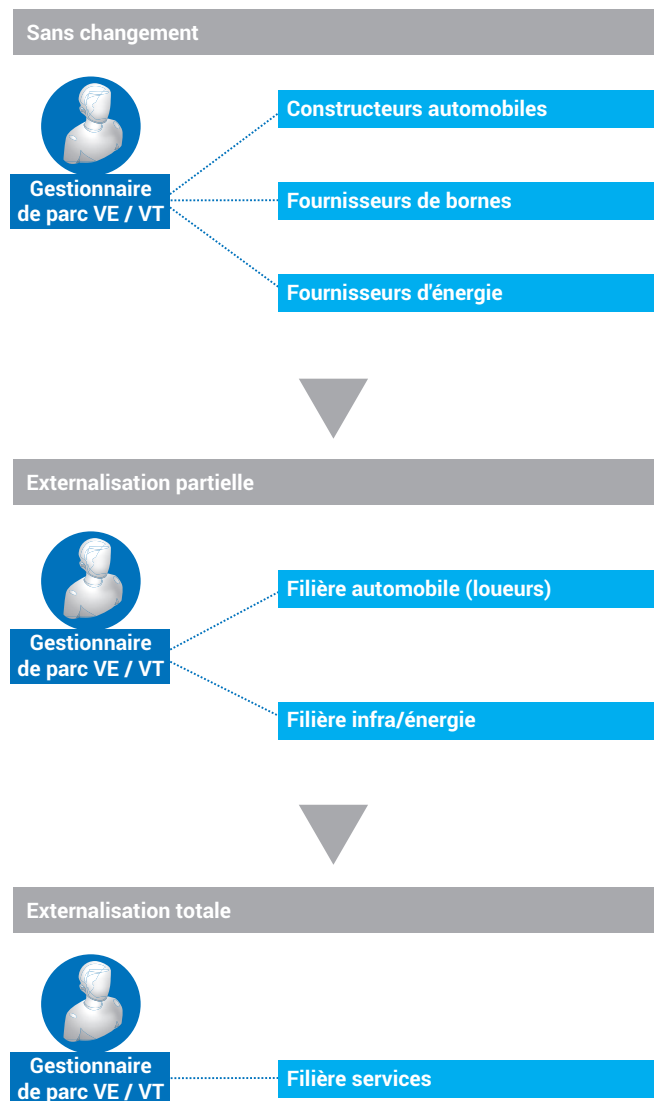 Sans changement
Constructeurs automobiles
Gestionnaire
de parc VE / VT
Fournisseurs de bornes
Fournisseurs d'énergie
Externalisation partielle
Filière automobile (loueurs)
Gestionnaire
de parc VE / VT
Filière infra/énergie
Externalisation totale
Gestionnaire
de parc VE / VT
Filière services